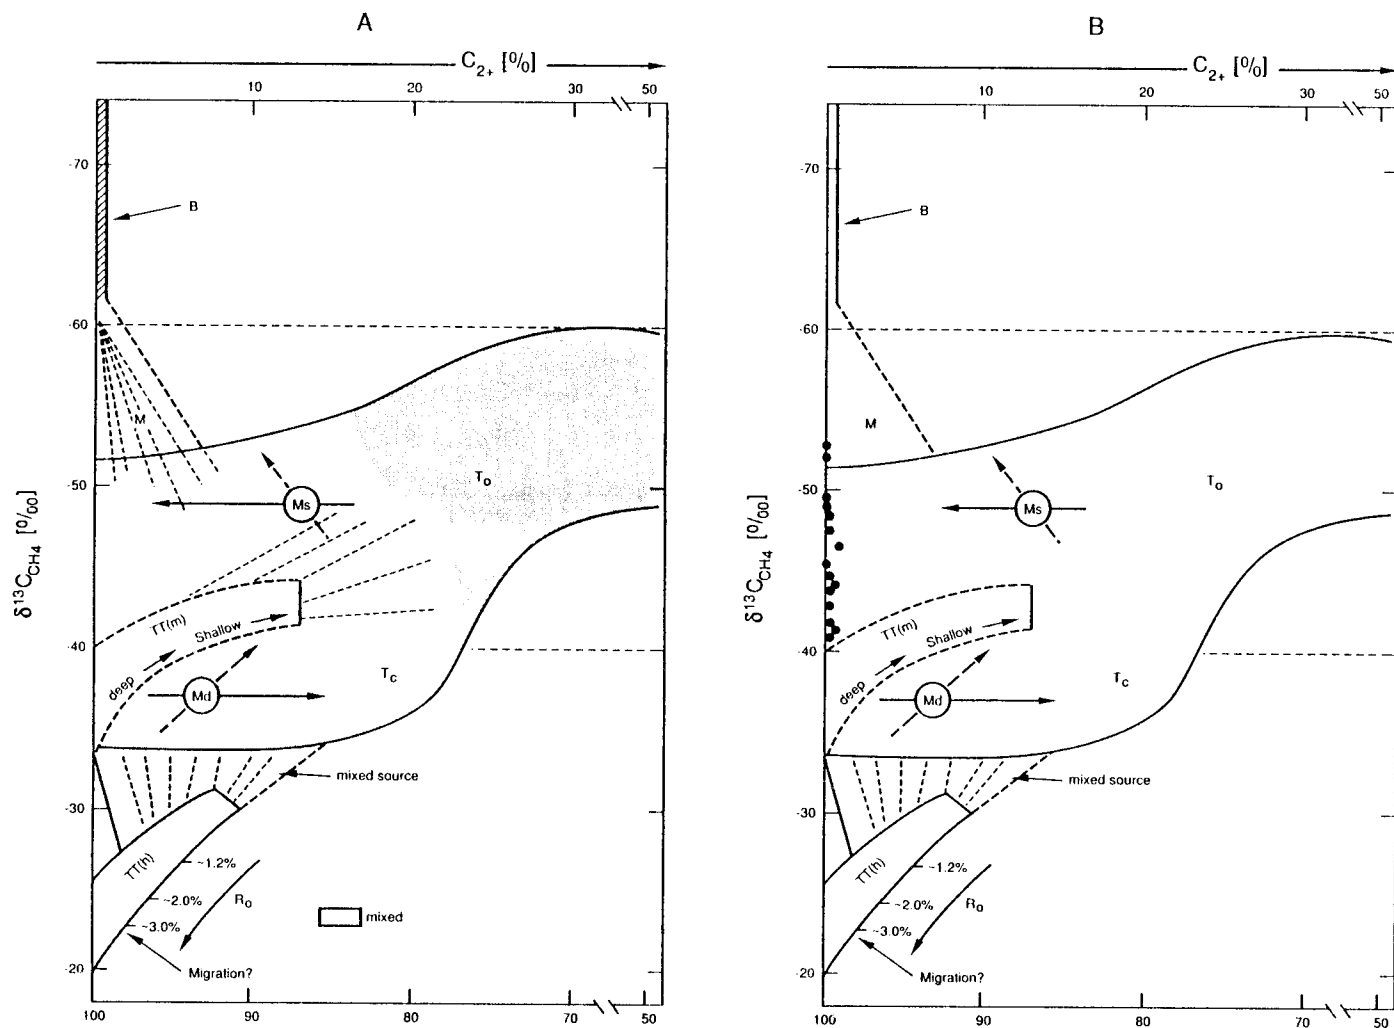 A
C2+ [%]
10 20 30 50
-70
B
-60
M
-50
To
Ms
δ13CCH4 [‰]
TT(m)
Shallow
-40
deep
Tc
Md
mixed source
-30
TT(h)
~1.2%
~2.0%
Ro
~3.0%
mixed
-20
Migration?
100 90 80 70 50
B
C2+ [%]
10 20 30 50
-70
B
-60
M
-50
To
Ms
δ13CCH4 [‰]
TT(m)
Shallow
-40
deep
Tc
Md
mixed source
-30
TT(h)
~1.2%
~2.0%
Ro
~3.0%
-20
Migration?
100 90 80 70 50